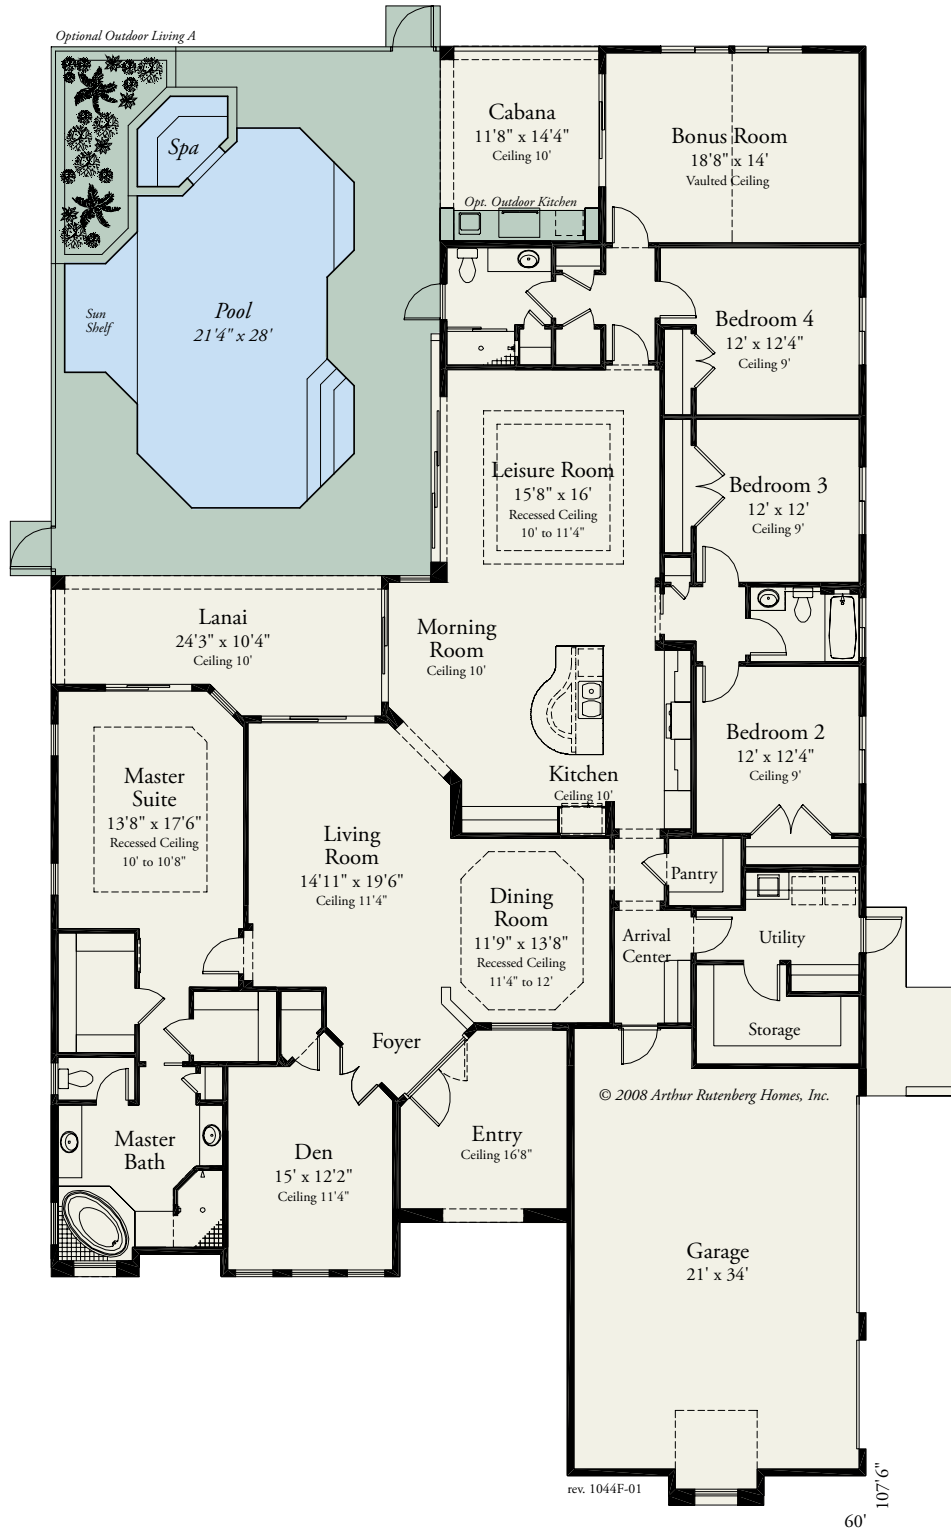 Optional Outdoor Living A
Cabana
11'8" x 14'4"
Ceiling 10'
Bonus Room
18'8" x 14'
Vaulted Ceiling
Spa
Opt. Outdoor Kitchen
Sun
Shelf
Pool
21'4" x 28'
Bedroom 4
12' x 12'4"
Ceiling 9'
Leisure Room
15'8" x 16'
Recessed Ceiling
10' to 11'4"
Bedroom 3
12' x 12'
Ceiling 9'
Lanai
24'3" x 10'4"
Ceiling 10'
Morning
Room
Ceiling 10'
Bedroom 2
12' x 12'4"
Ceiling 9'
Kitchen
Ceiling 10'
Master
Suite
13'8" x 17'6"
Recessed Ceiling
10' to 10'8"
Living
Room
14'11" x 19'6"
Ceiling 11'4"
Pantry
Dining
Room
11'9" x 13'8"
Recessed Ceiling
11'4" to 12'
Arrival
Center
Utility
Storage
Foyer
© 2008 Arthur Rutenberg Homes, Inc.
Master
Bath
Den
15' x 12'2"
Ceiling 11'4"
Entry
Ceiling 16'8"
Garage
21' x 34'
rev. 1044F-01
107'6"
60'